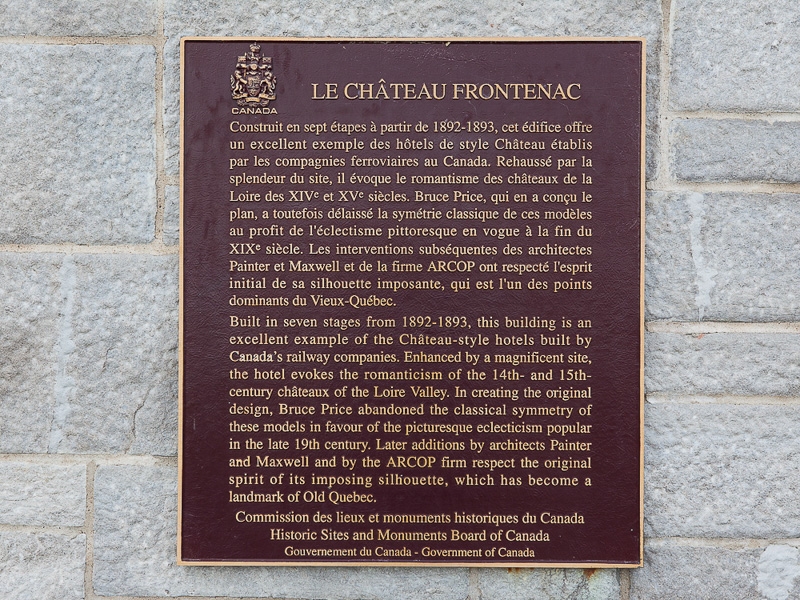 CANADA
LE CHÂTEAU FRONTENAC
Construit en sept étapes à partir de 1892-1893, cet édifice offre
un excellent exemple des hôtels de style Château établis
par les compagnies ferroviaires au Canada. Rehaussé par la
splendeur du site, il évoque le romantisme des châteaux de la
Loire des XIVe et XVe siècles. Bruce Price, qui en a conçu le
plan, a toutefois délaissé la symétrie classique de ces modèles
au profit de l'éclectisme pittoresque en vogue à la fin du
XIXe siècle. Les interventions subséquentes des architectes
Painter et Maxwell et de la firme ARCOP ont respecté l'esprit
initial de sa silhouette imposante, qui est l'un des points
dominants du Vieux-Québec.
Built in seven stages from 1892-1893, this building is an
excellent example of the Château-style hotels built by
Canada's railway companies. Enhanced by a magnificent site,
the hotel evokes the romanticism of the 14th- and 15th-
century châteaux of the Loire Valley. In creating the original
design, Bruce Price abandoned the classical symmetry of
these models in favour of the picturesque eclecticism popular
in the late 19th century. Later additions by architects Painter
and Maxwell and by the ARCOP firm respect the original
spirit of its imposing silhouette, which has become a
landmark of Old Quebec.
Commission des lieux et monuments historiques du Canada
Historic Sites and Monuments Board of Canada
Gouvernement du Canada - Government of Canada